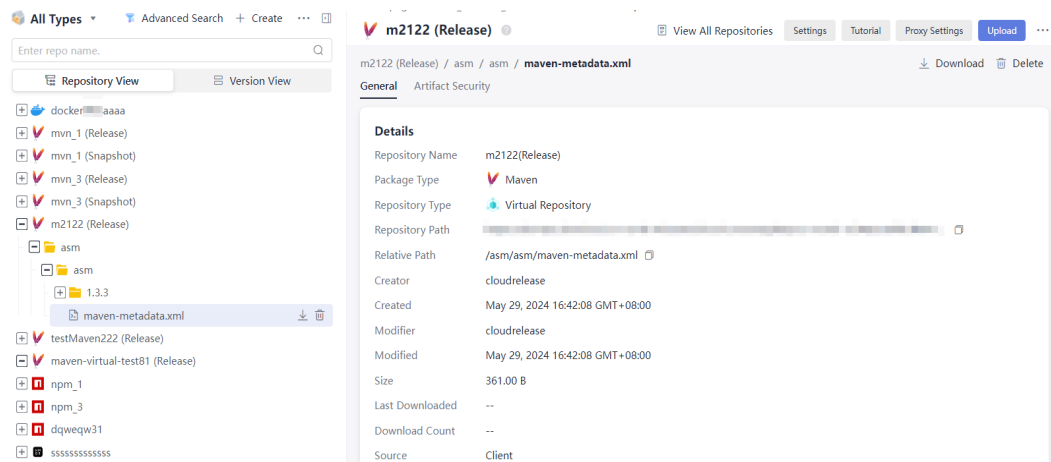 All Types
Advanced Search
Create
Enter repo name.
Repository View
Version View
docker aaaa
mvn_1 (Release)
mvn_1 (Snapshot)
mvn_3 (Release)
mvn_3 (Snapshot)
m2122 (Release)
asm
asm
1.3.3
maven-metadata.xml
testMaven222 (Release)
maven-virtual-test81 (Release)
npm_1
npm_3
dqweqw31
sssssssssssss
m2122 (Release)
View All Repositories
Settings
Tutorial
Proxy Settings
Upload
m2122 (Release) / asm / asm / maven-metadata.xml
Download
Delete
General
Artifact Security
Details
Repository Name m2122(Release)
Package Type Maven
Repository Type Virtual Repository
Repository Path
Relative Path /asm/asm/maven-metadata.xml
Creator cloudrelease
Created May 29, 2024 16:42:08 GMT+08:00
Modifier cloudrelease
Modified May 29, 2024 16:42:08 GMT+08:00
Size 361.00 B
Last Downloaded --
Download Count --
Source Client